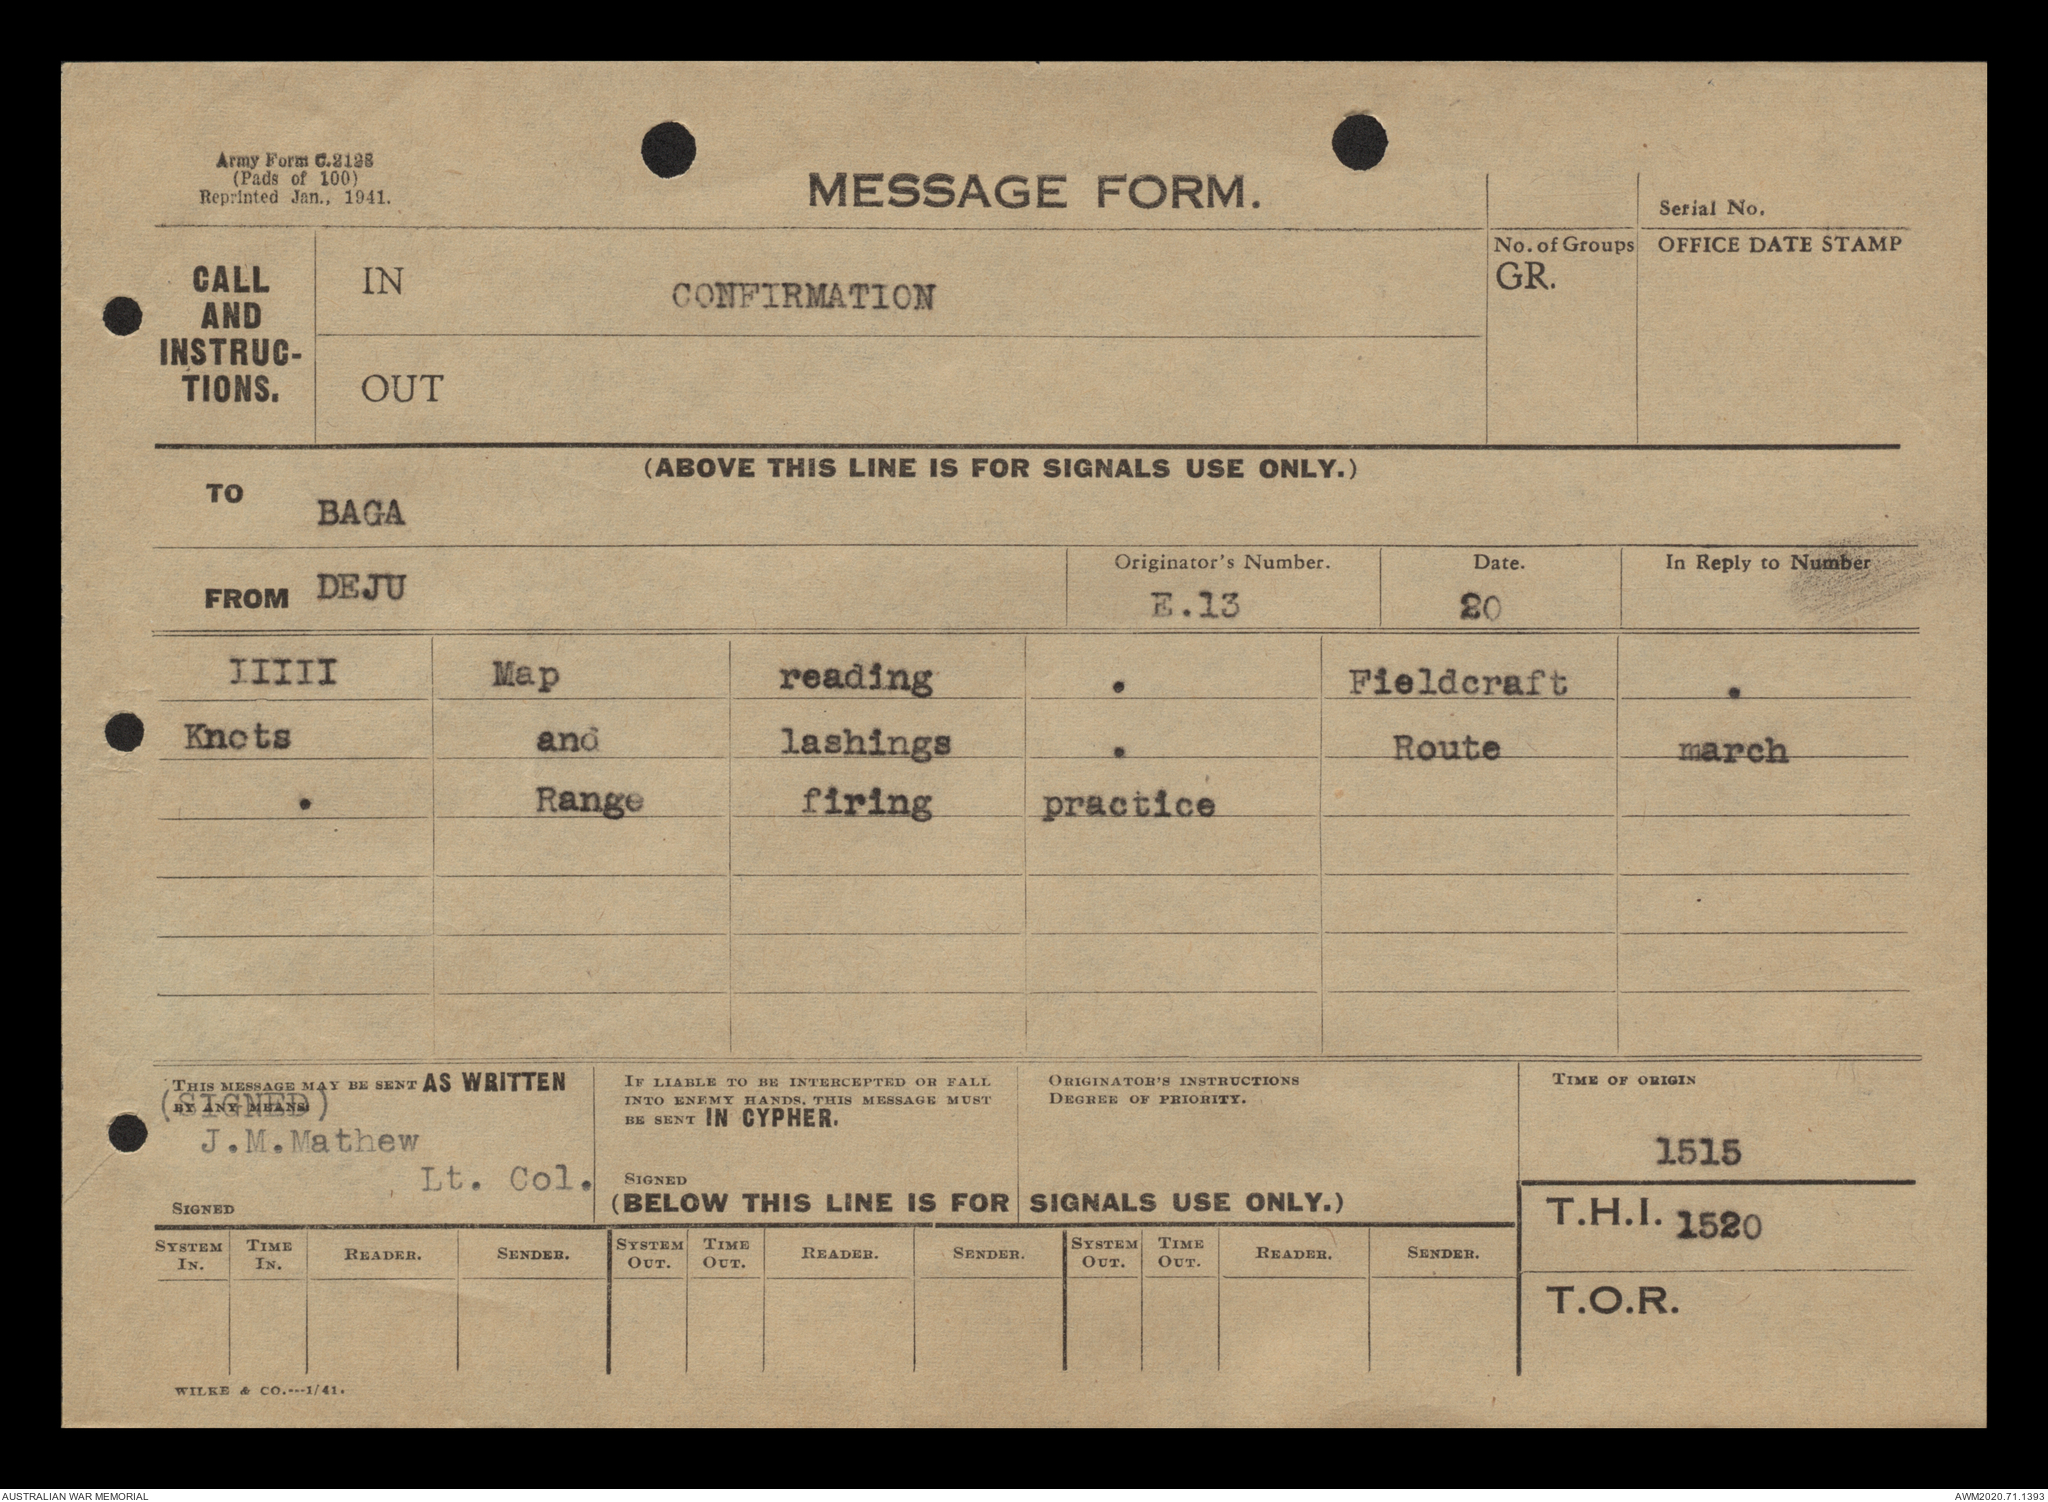 Army Form C.2128
(Pads of 100)
Reprinted Jan., 1941.
MESSAGE FORM.
Serial No.
CALL
AND
INSTRUC-
TIONS.
IN
CONFIRMATION
OUT
No. of Groups
GR.
OFFICE DATE STAMP
(ABOVE THIS LINE IS FOR SIGNALS USE ONLY.)
TO
BAGA
FROM DEJU
Originator's Number.
E.13
Date.
20
In Reply to Number
IIIII Map reading . Fieldcraft .
Knots and lashings . Route march
. Range firing practice
THIS MESSAGE MAY BE SENT AS WRITTEN
BY ANY MEANS:
(SIGNED)
J.M.Mathew
Lt. Col.
SIGNED
IF LIABLE TO BE INTERCEPTED OR FALL
INTO ENEMY HANDS, THIS MESSAGE MUST
BE SENT IN CYPHER.
SIGNED
ORIGINATOR'S INSTRUCTIONS
DEGREE OF PRIORITY.
TIME OF ORIGIN
1515
(BELOW THIS LINE IS FOR SIGNALS USE ONLY.)
T.H.I. 1520
T.O.R.
SYSTEM IN. TIME IN. READER. SENDER. SYSTEM OUT. TIME OUT. READER. SENDER. SYSTEM OUT. TIME OUT. READER. SENDER.
WILKE & CO.---1/41.
AUSTRALIAN WAR MEMORIAL
AWM2020.71.1393